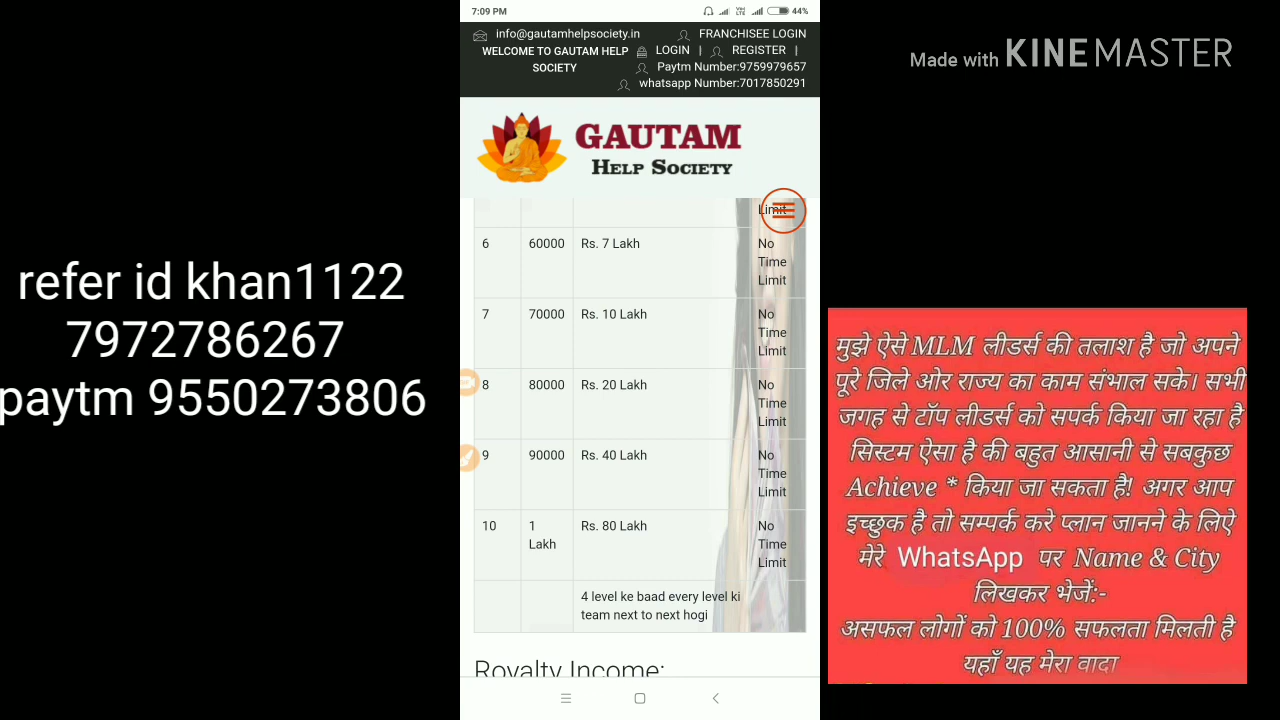 refer id khan1122
7972786267
paytm 9550273806
7:09 PM
44%
info@gautamhelpsociety.in
FRANCHISEE LOGIN
WELCOME TO GAUTAM HELP SOCIETY
LOGIN | REGISTER |
Paytm Number:9759979657
whatsapp Number:7017850291
GAUTAM
HELP SOCIETY
Limit
6 60000 Rs. 7 Lakh No Time Limit
7 70000 Rs. 10 Lakh No Time Limit
8 80000 Rs. 20 Lakh No Time Limit
9 90000 Rs. 40 Lakh No Time Limit
10 1 Lakh Rs. 80 Lakh No Time Limit
4 level ke baad every level ki
team next to next hogi
Royalty Income:
Made with KINEMASTER
मुझे ऐसे MLM लीडर्स की तलाश है जो अपने
पूरे जिले ओर राज्य का काम संभाल सके। सभी
जगह से टॉप लीडर्स को सपर्क किया जा रहा है
सिस्टम ऐसा है की बहुत आसानी से सबकुछ
Achieve * किया जा सकता है! अगर आप
इच्छुक है तो सम्पर्क करे प्लान जानने के लिऐ
मेरे WhatsApp पर Name & City
लिखकर भेजें:-
असफल लोगों को 100% सफलता मिलती है
यहाँ यह मेरा वादा